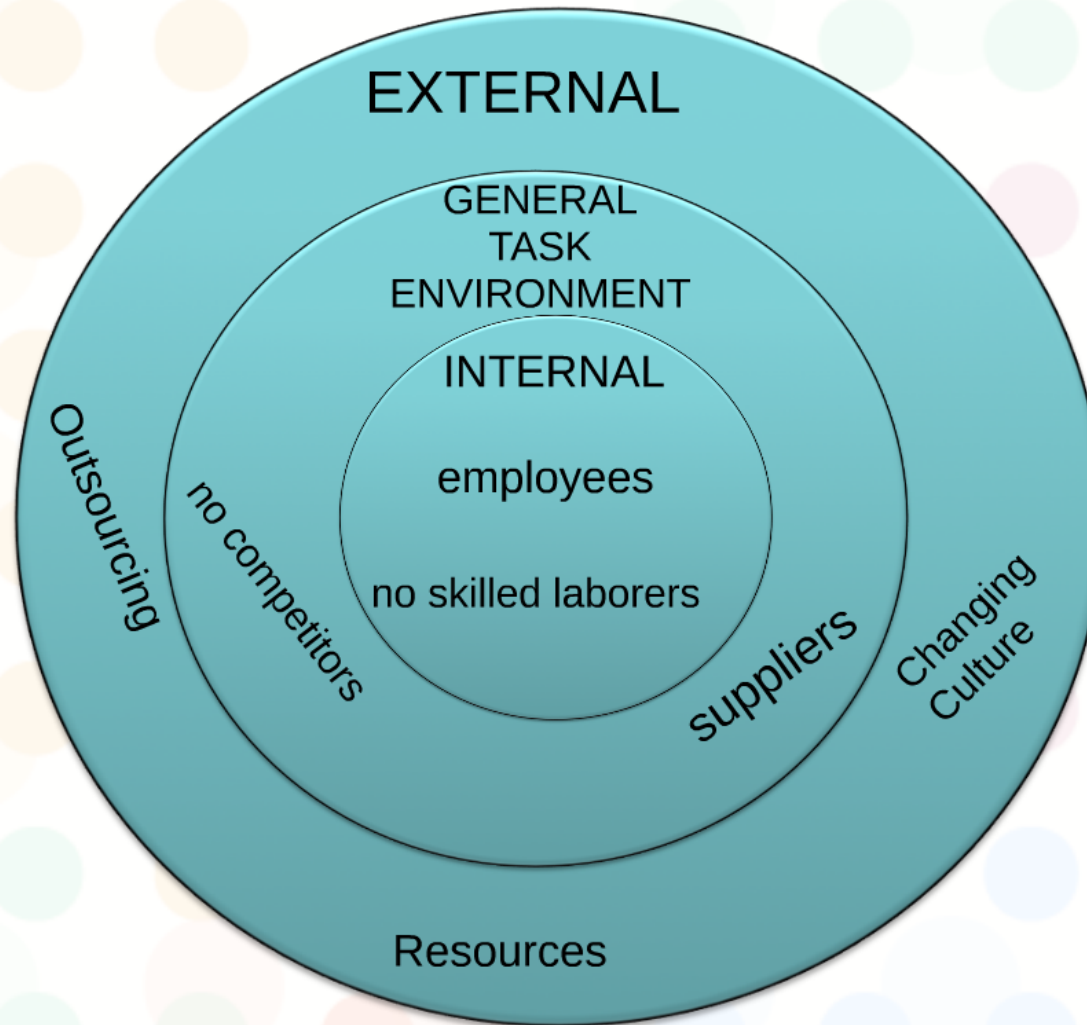 EXTERNAL
GENERAL
TASK
ENVIRONMENT
INTERNAL
employees
no skilled laborers
Outsourcing
no competitors
suppliers
Changing
Culture
Resources